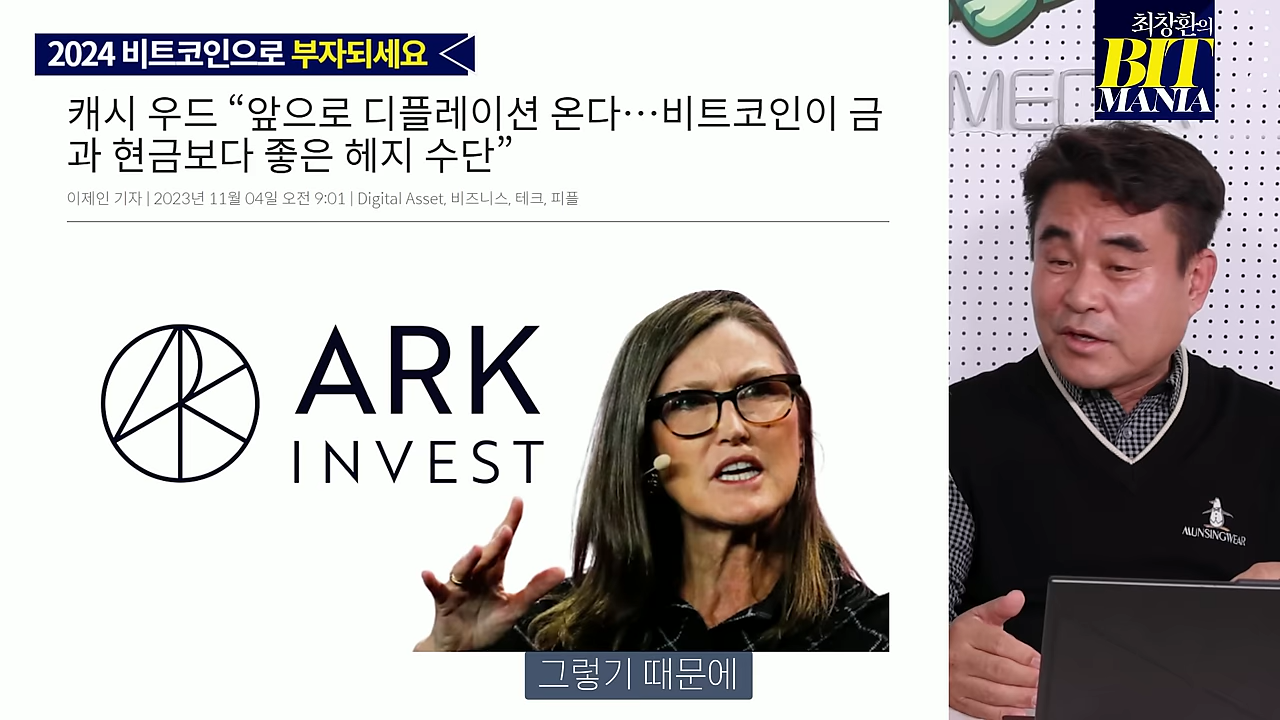 2024 비트코인으로 부자되세요
캐시 우드 “앞으로 디플레이션 온다…비트코인이 금
과 현금보다 좋은 헤지 수단”
이제인 기자 | 2023년 11월 04일 오전 9:01 | Digital Asset, 비즈니스, 테크, 피플
ARK
INVEST
그렇기 때문에
최창환의
BIT
MANIA
MED
MUNSINGWEAR